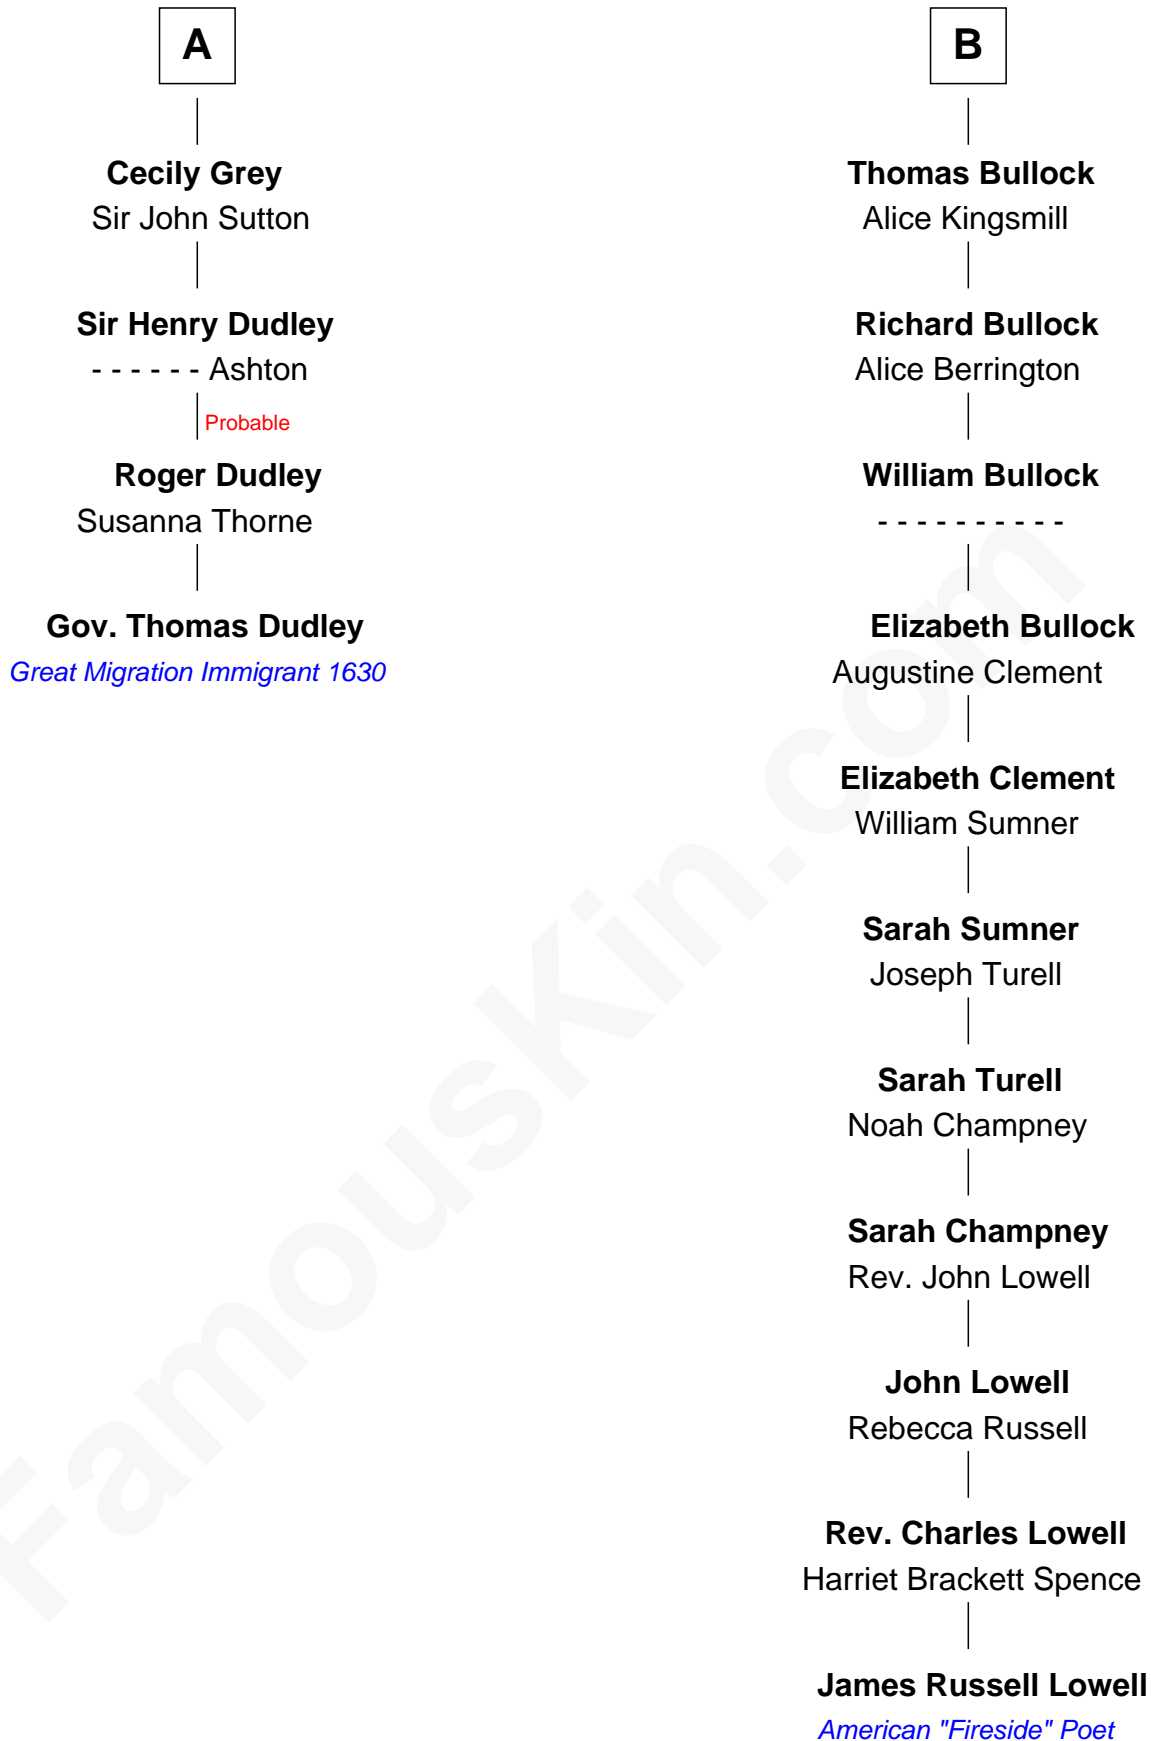 A
Cecily Grey
Sir John Sutton
Sir Henry Dudley
- - - - - - Ashton
Probable
Roger Dudley
Susanna Thorne
Gov. Thomas Dudley
Great Migration Immigrant 1630
B
Thomas Bullock
Alice Kingsmill
Richard Bullock
Alice Berrington
William Bullock
- - - - - - - - - -
Elizabeth Bullock
Augustine Clement
Elizabeth Clement
William Sumner
Sarah Sumner
Joseph Turell
Sarah Turell
Noah Champney
Sarah Champney
Rev. John Lowell
John Lowell
Rebecca Russell
Rev. Charles Lowell
Harriet Brackett Spence
James Russell Lowell
American "Fireside" Poet
FamousKin.com